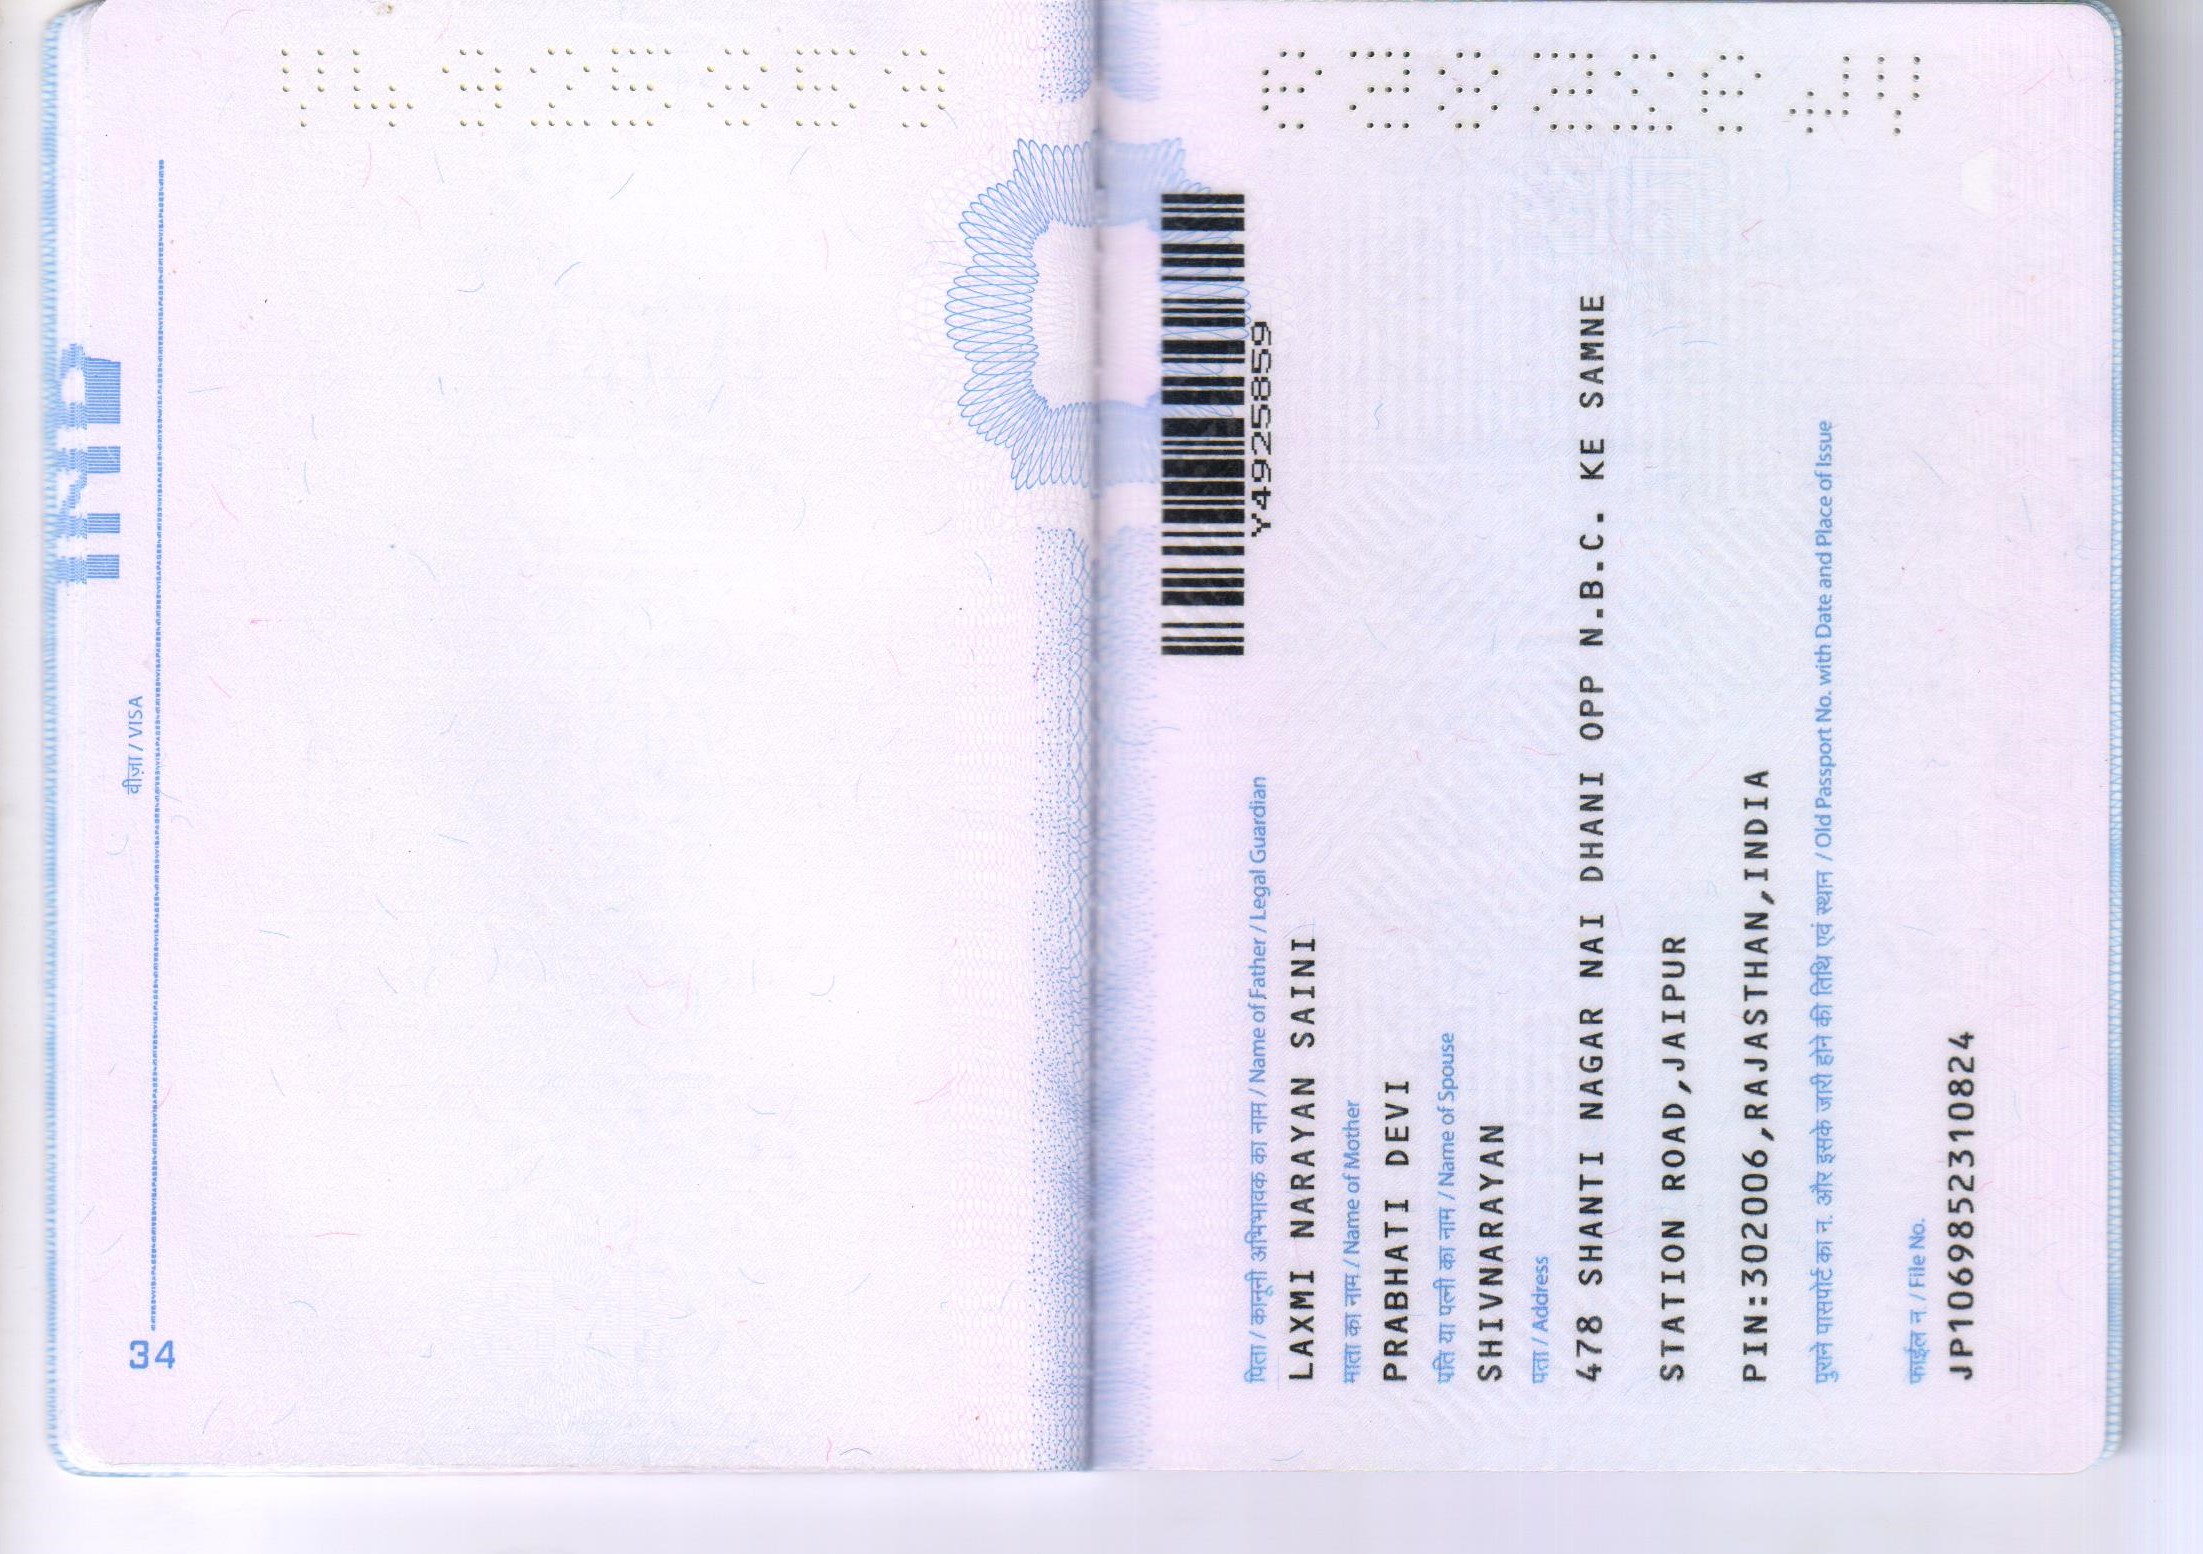 वीज़ा / VISA
34
IND
Y4925859
Y4925859
Y4925859
पिता / कानूनी अभिभावक का नाम / Name of Father / Legal Guardian
LAXMI NARAYAN SAINI
माता का नाम / Name of Mother
PRABHATI DEVI
पति या पत्नी का नाम / Name of Spouse
SHIVNARAYAN
पता / Address
478 SHANTI NAGAR NAI DHANI OPP N.B.C. KE SAMNE
STATION ROAD,JAIPUR
PIN:302006,RAJASTHAN,INDIA
पुराने पासपोर्ट का न. और इसके जारी होने की तिथि एवं स्थान / Old Passport No. with Date and Place of Issue
फाईल न. / File No.
JP1069852310824